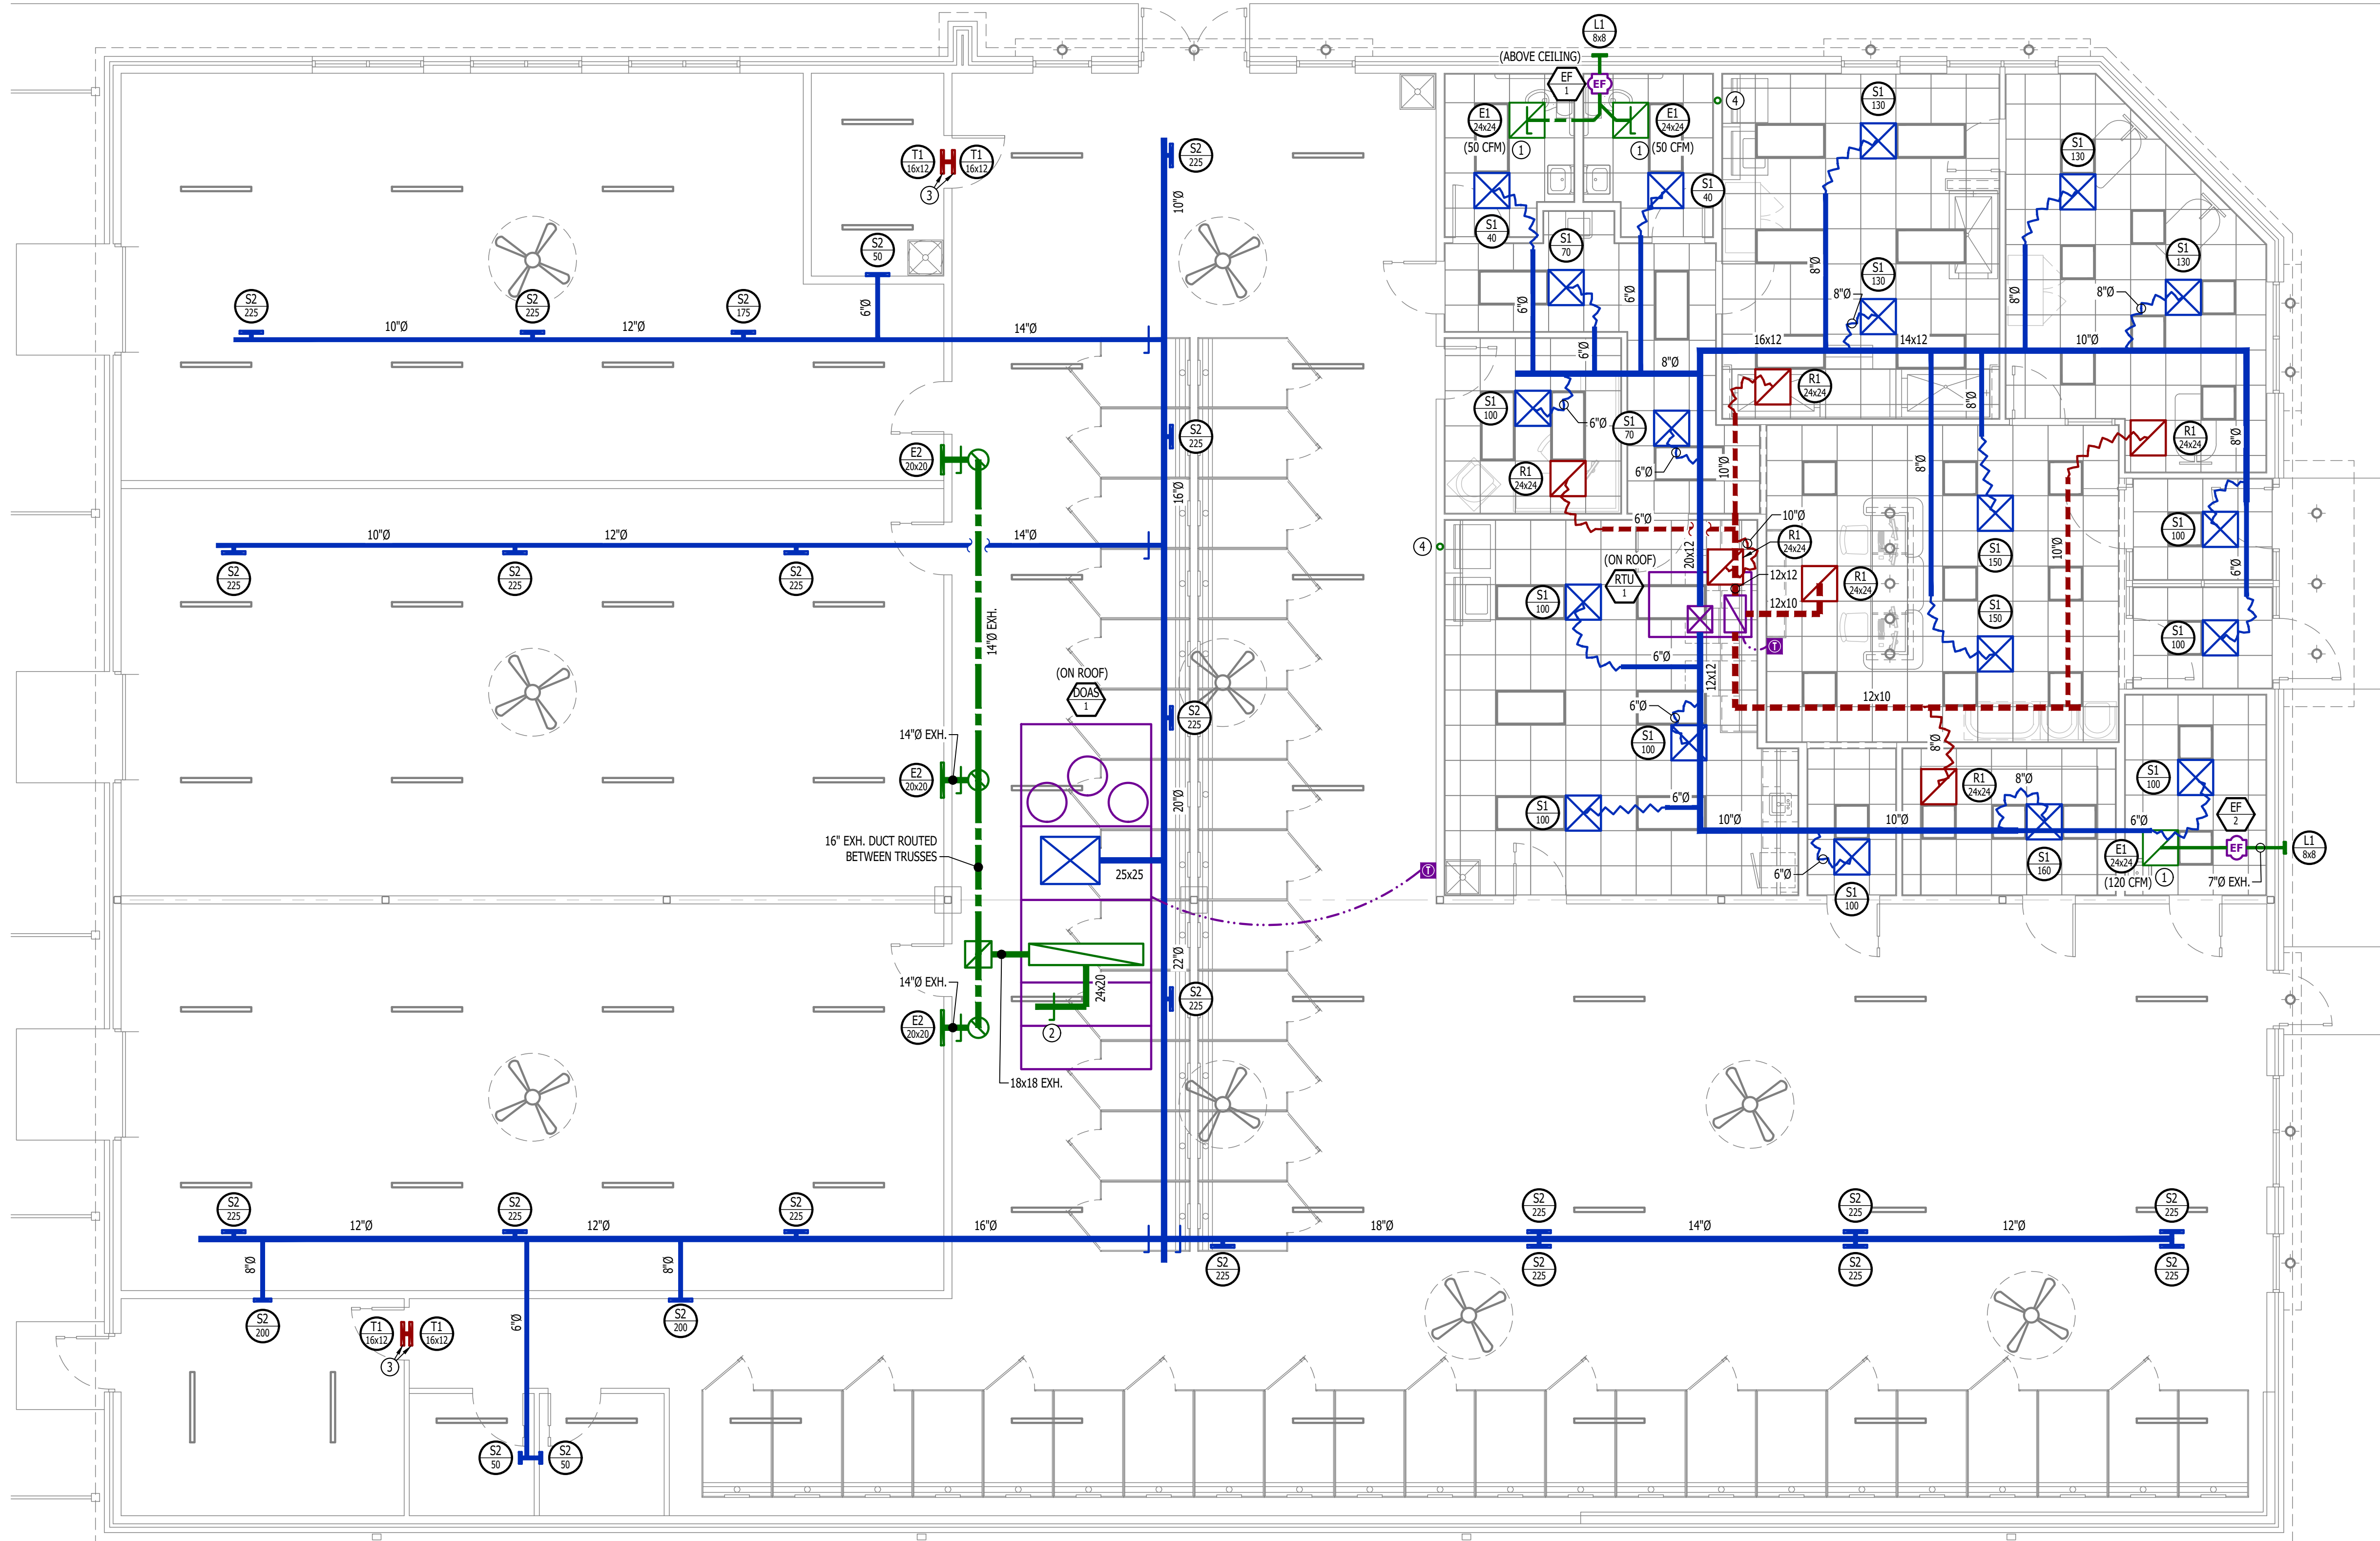 L1
8x8
(ABOVE CEILING)
EF
1
EF
E1
24x24
(50 CFM)
1
E1
24x24
(50 CFM)
1
4
S1
130
S1
130
T1
16x12
T1
16x12
3
S2
225
10"Ø
S1
40
S1
40
S1
70
S2
50
6"Ø
S1
130
8"Ø
8"Ø
S1
130
8"Ø
8"Ø
6"Ø
6"Ø
S2
225
S2
225
S2
175
10"Ø
12"Ø
14"Ø
16x12
14x12
10"Ø
6"Ø
8"Ø
R1
24x24
S1
100
6"Ø
S1
70
6"Ø
8"Ø
8"Ø
S2
225
R1
24x24
8"Ø
E2
20x20
R1
24x24
10"Ø
16"Ø
6"Ø
10"Ø
R1
24x24
10"Ø
S1
100
10"Ø
12"Ø
14"Ø
4
20x12
S1
150
S2
225
S2
225
S2
225
(ON ROOF)
RTU
1
12x12
12x10
R1
24x24
6"Ø
S1
100
S1
150
S1
100
14"Ø EXH.
T
6"Ø
12x12
(ON ROOF)
DOAS
1
S2
225
12x10
6"Ø
14"Ø EXH.
S1
100
8"Ø
E2
20x20
20"Ø
R1
24x24
8"Ø
S1
100
EF
2
S1
100
6"Ø
10"Ø
10"Ø
6"Ø
16" EXH. DUCT ROUTED
BETWEEN TRUSSES
25x25
T
6"Ø
S1
100
S1
160
E1
24x24
(120 CFM)
1
EF
7"Ø EXH.
L1
8x8
22"Ø
14"Ø EXH.
24x20
S2
225
E2
20x20
2
18x18 EXH.
S2
225
S2
225
S2
225
S2
225
S2
225
S2
225
12"Ø
12"Ø
16"Ø
18"Ø
14"Ø
12"Ø
8"Ø
8"Ø
S2
225
S2
225
S2
225
S2
225
S2
200
S2
200
6"Ø
T1
16x12
T1
16x12
3
S2
50
S2
50